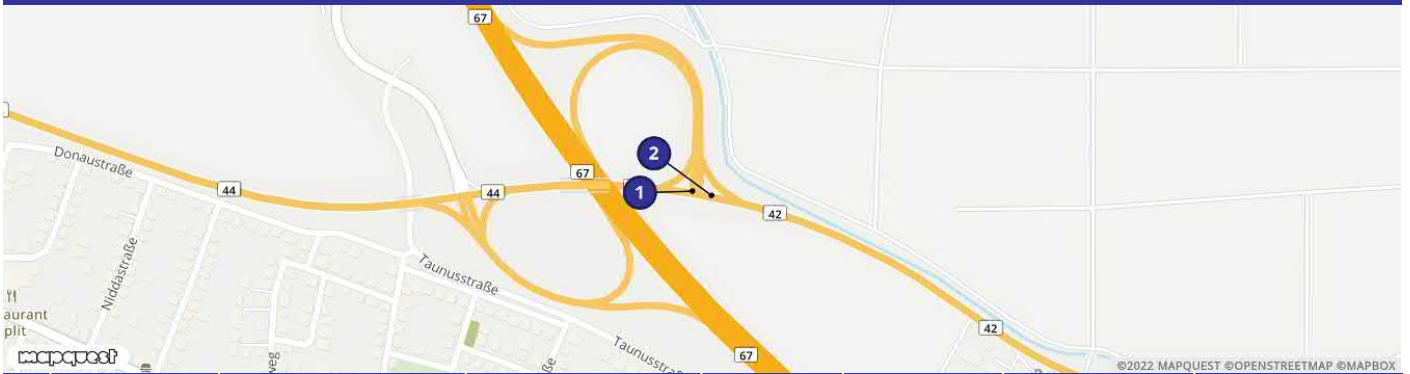 67
Donaustraße
67
2
44
44
1
42
Niddastraße
Taunusstraße
aurant
plit
42
Taunusstraße
67
mapquest
©2022 MAPQUEST ©OPENSTREETMAP ©MAPBOX